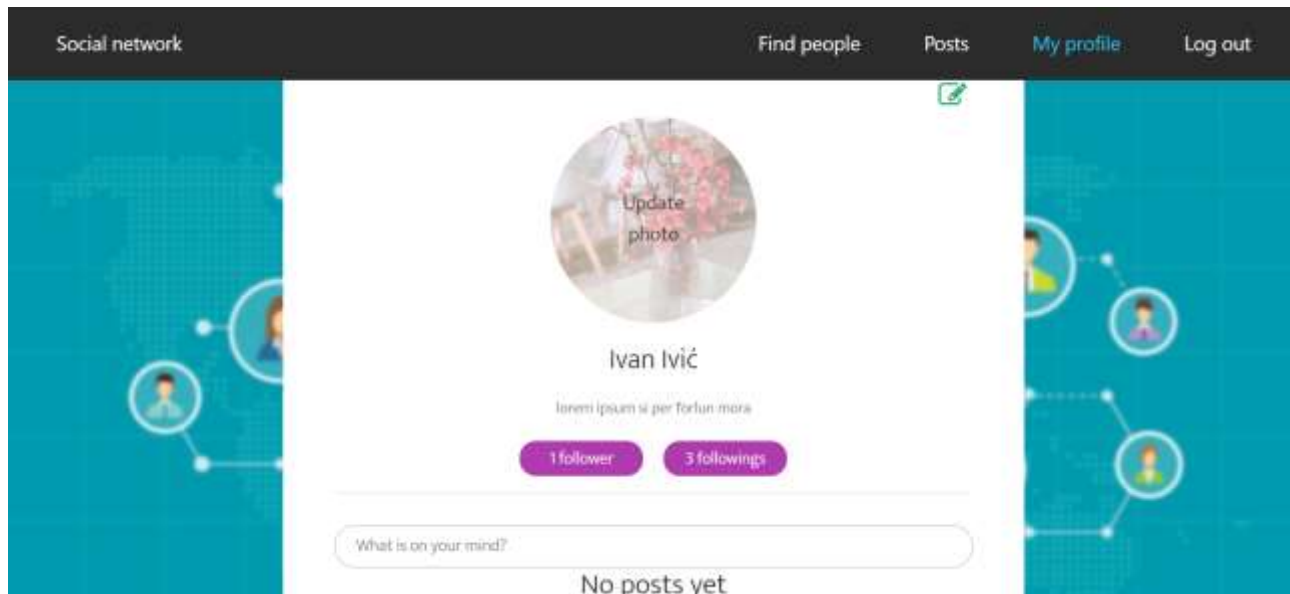 Social network Find people Posts My profile Log out
Update
photo
Ivan Ivić
lorem ipsum si per forfun mora
1 follower 3 followings
What is on your mind?
No posts yet